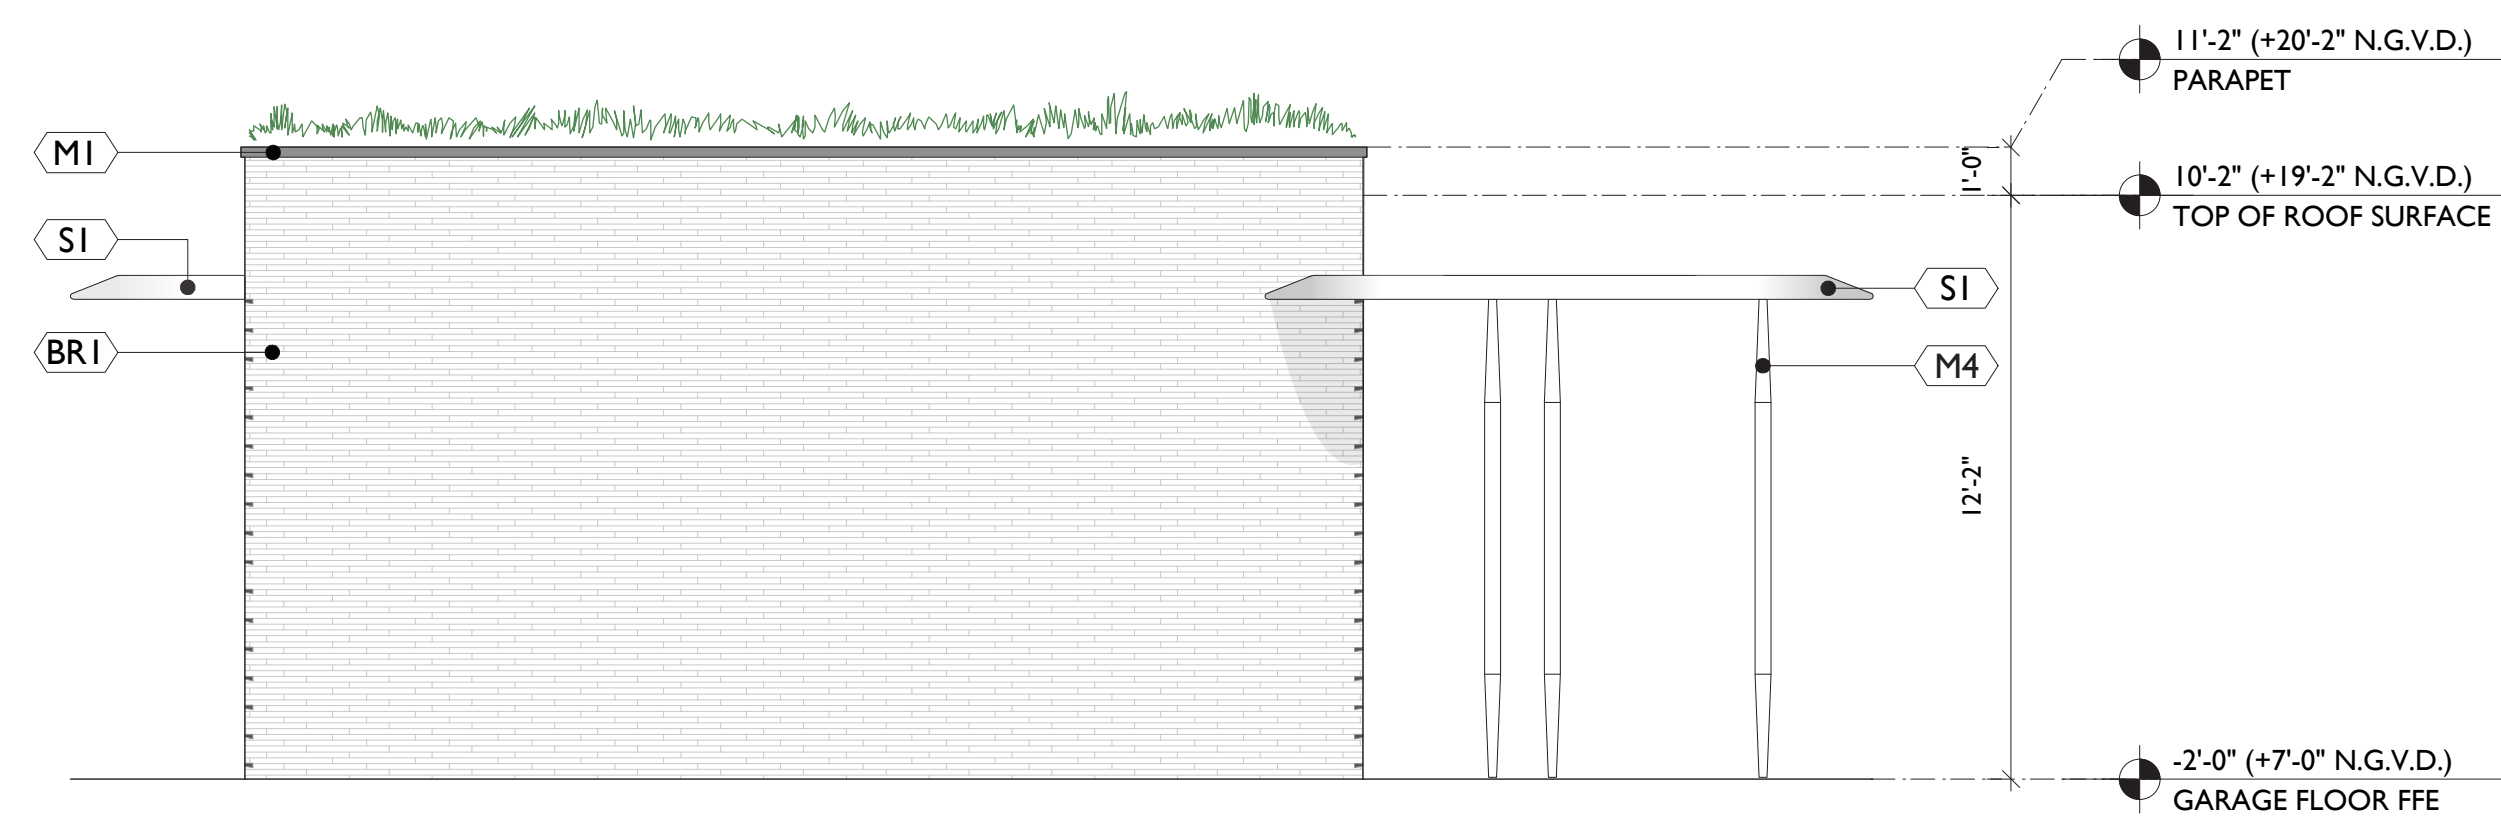 11'-2" (+20'-2" N.G.V.D.)
PARAPET
M1
1'-0"
10'-2" (+19'-2" N.G.V.D.)
TOP OF ROOF SURFACE
S1
S1
BR1
M4
12'-2"
-2'-0" (+7'-0" N.G.V.D.)
GARAGE FLOOR FFE